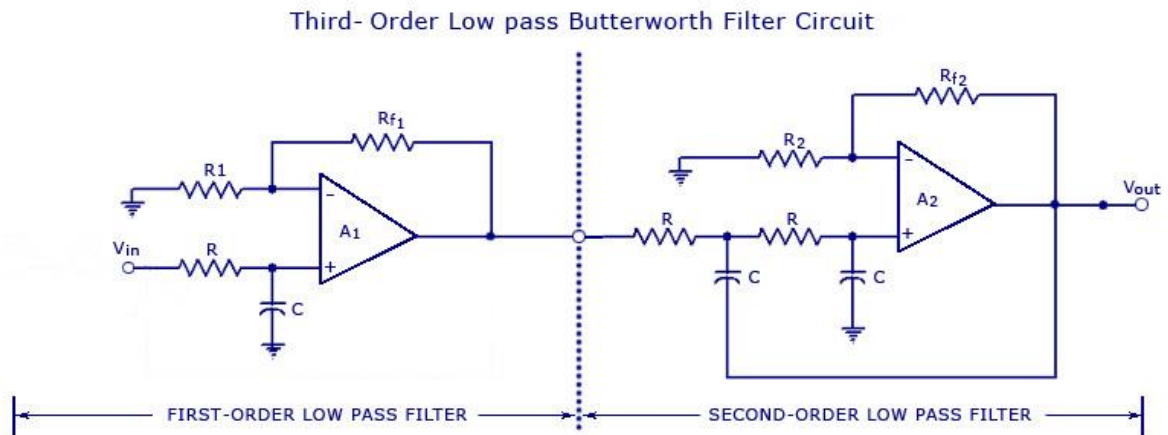 Third- Order Low pass Butterworth Filter Circuit
Rf1
Rf2
R1
R2
A1
A2
-
-
Vin
R
+
C
R
R
+
C
C
Vout
FIRST-ORDER LOW PASS FILTER
SECOND-ORDER LOW PASS FILTER